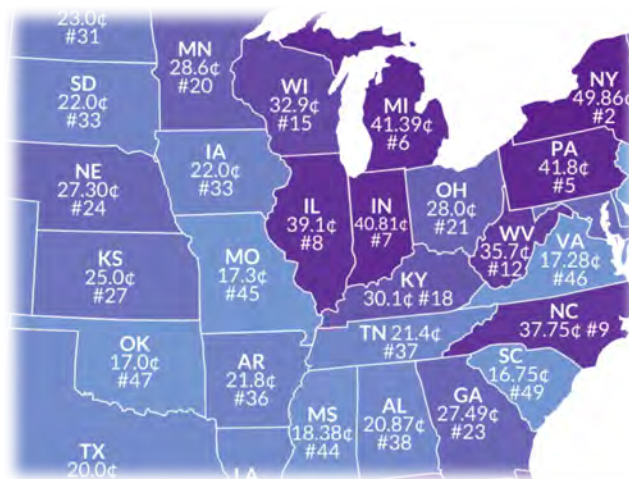 23.0¢
#31
MN
28.6¢
#20
SD
22.0¢
#33
WI
32.9¢
#15
MI
41.39¢
#6
NY
49.86¢
#2
IA
22.0¢
#33
PA
41.8¢
#5
NE
27.30¢
#24
IL
39.1¢
#8
IN
40.81¢
#7
OH
28.0¢
#21
WV
35.7¢
#12
VA
17.28¢
#46
KS
25.0¢
#27
MO
17.3¢
#45
KY
30.1¢ #18
NC
37.75¢ #9
OK
17.0¢
#47
AR
21.8¢
#36
TN 21.4¢
#37
SC
16.75¢
#49
MS
18.38¢
#44
AL
20.87¢
#38
GA
27.49¢
#23
TX
20.0¢
LA